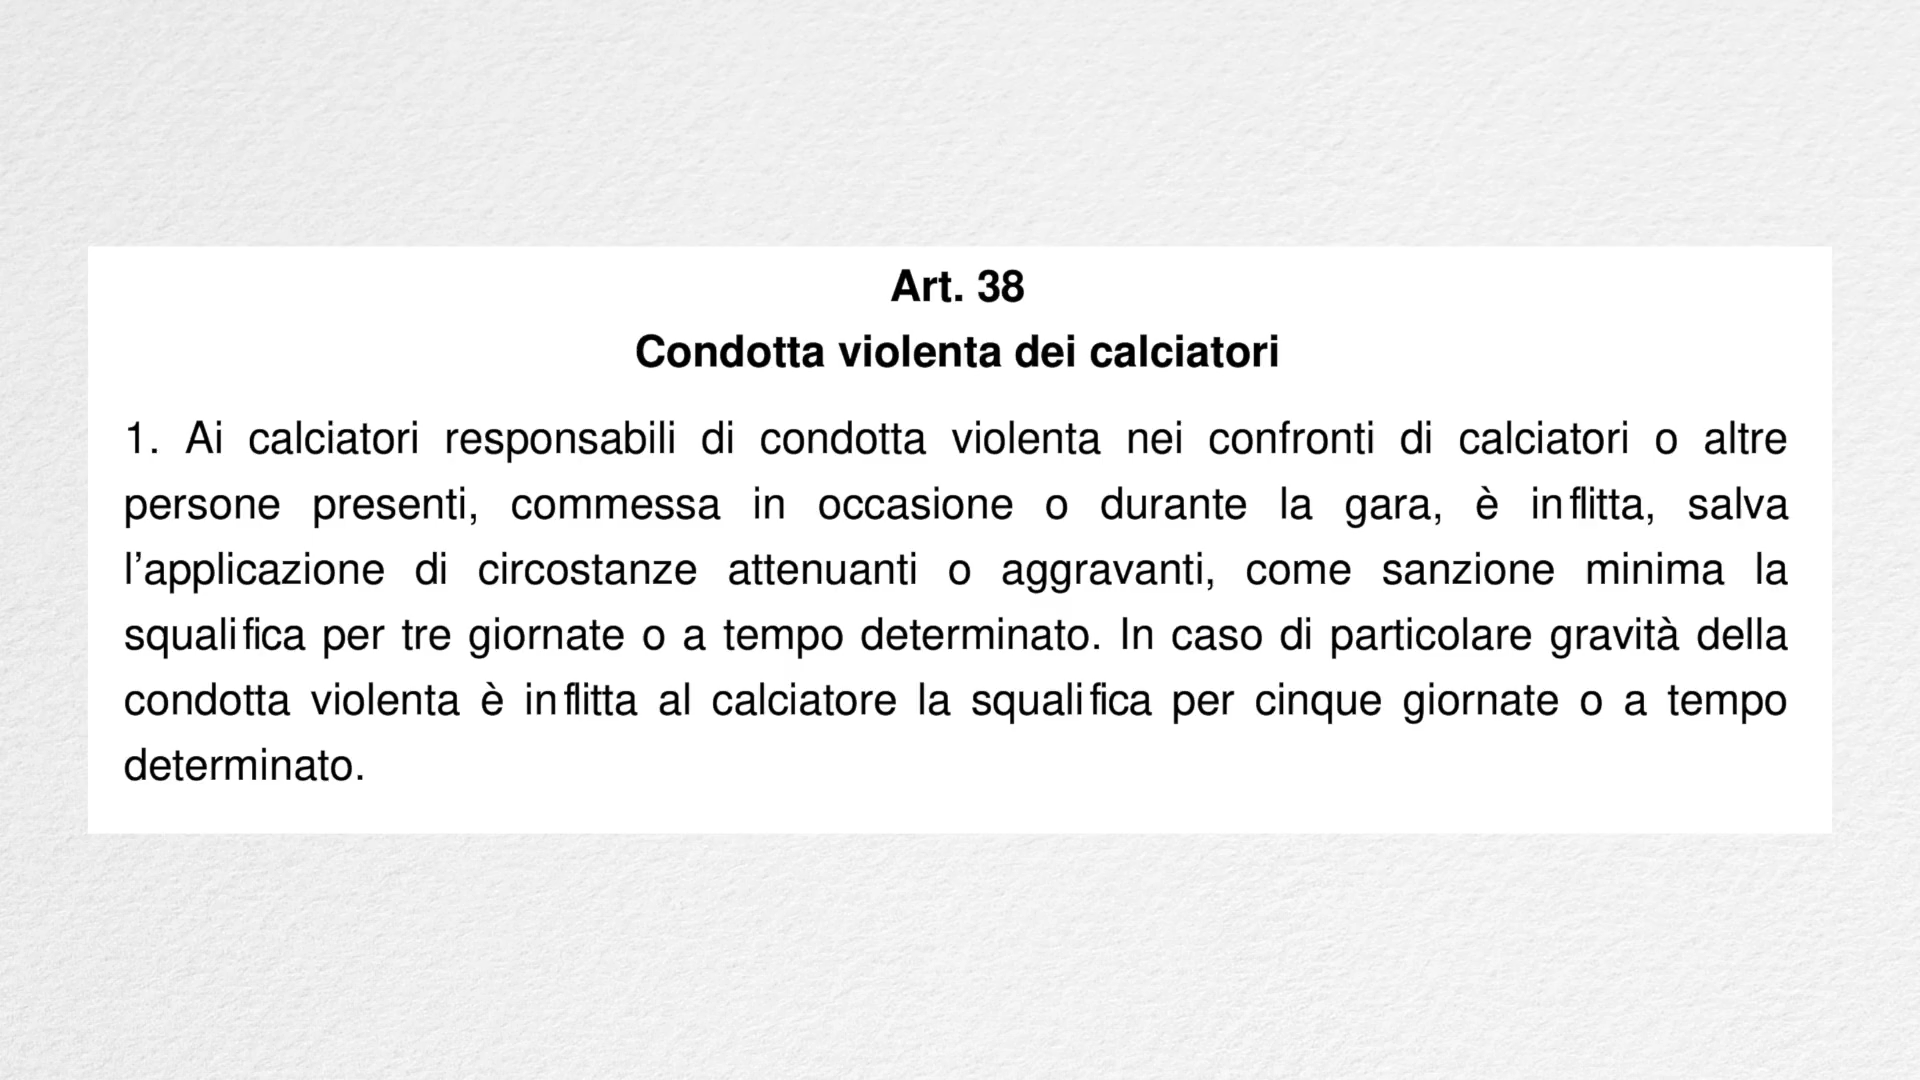 Art. 38
Condotta violenta dei calciatori
1. Ai calciatori responsabili di condotta violenta nei confronti di calciatori o altre
persone presenti, commessa in occasione o durante la gara, è inflitta, salva
l’applicazione di circostanze attenuanti o aggravanti, come sanzione minima la
squalifica per tre giornate o a tempo determinato. In caso di particolare gravità della
condotta violenta è inflitta al calciatore la squalifica per cinque giornate o a tempo
determinato.